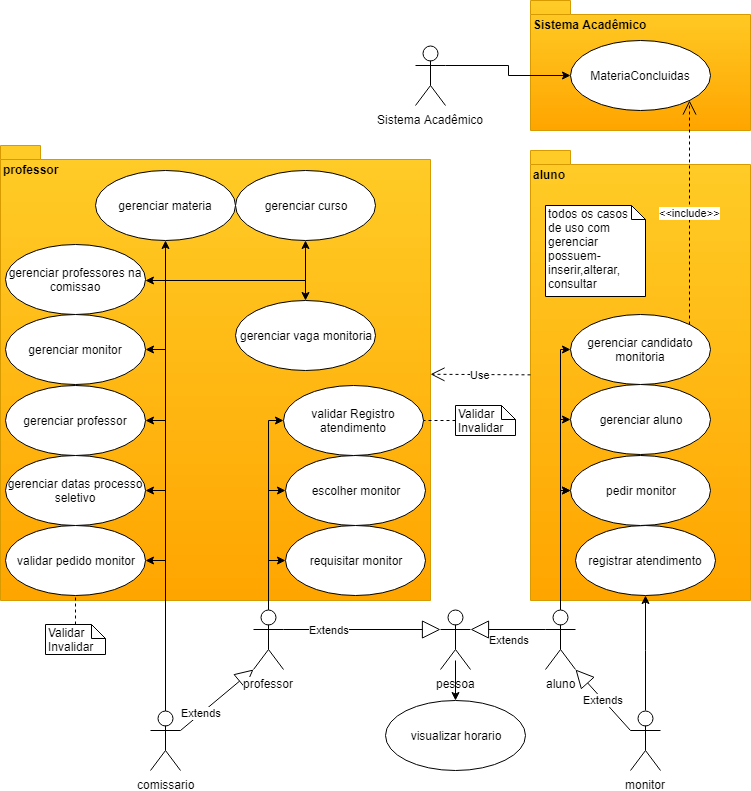 Sistema Acadêmico
MateriaConcluidas
Sistema Acadêmico
professor
gerenciar materia
gerenciar curso
gerenciar professores na
comissao
gerenciar vaga monitoria
gerenciar monitor
gerenciar professor
validar Registro
atendimento
Validar
Invalidar
gerenciar datas processo
seletivo
escolher monitor
validar pedido monitor
requisitar monitor
Validar
Invalidar
Use
aluno
todos os casos
de uso com
gerenciar
possuem-
inserir,alterar,
consultar
<<include>>
gerenciar candidato
monitoria
gerenciar aluno
pedir monitor
registrar atendimento
Extends
Extends
professor
pessoa
aluno
Extends
Extends
visualizar horario
comissario
monitor